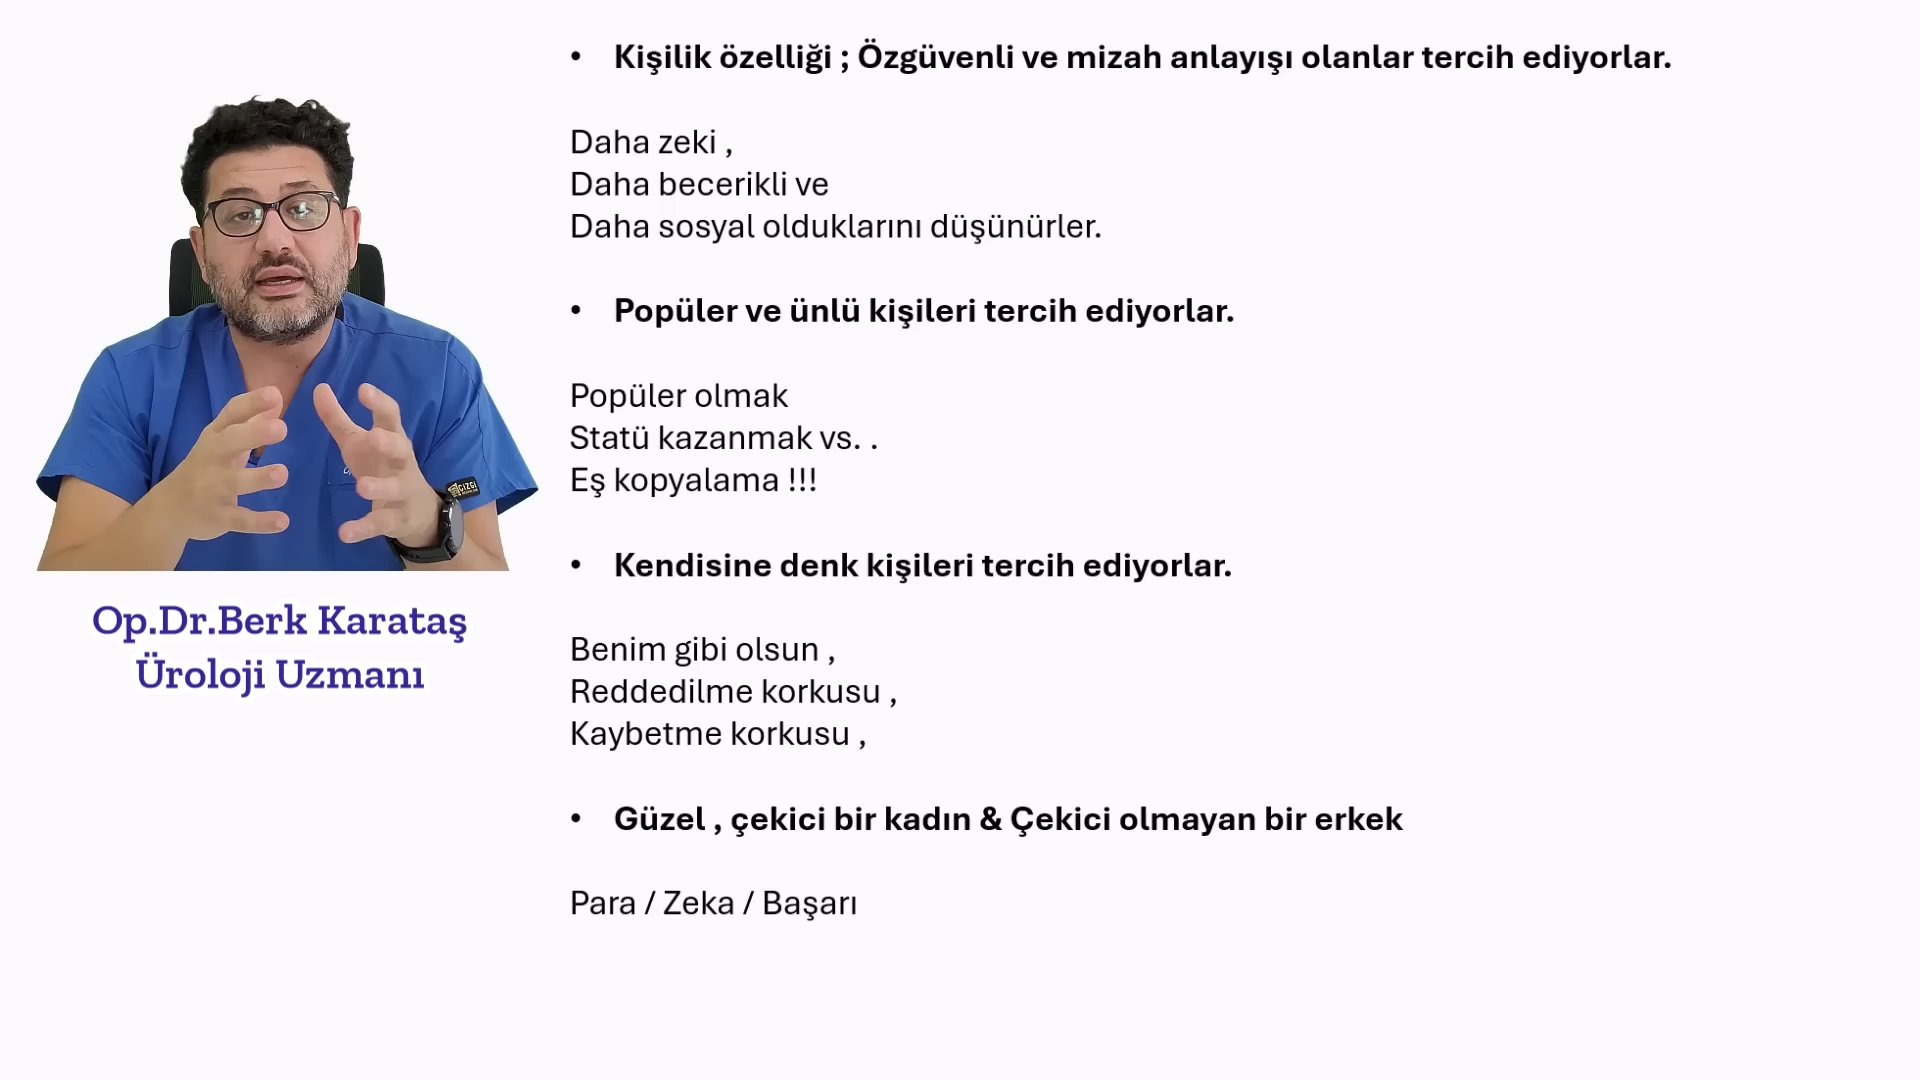 • Kişilik özelliği ; Özgüvenli ve mizah anlayışı olanlar tercih ediyorlar.
Daha zeki ,
Daha becerikli ve
Daha sosyal olduklarını düşünürler.
• Popüler ve ünlü kişileri tercih ediyorlar.
Popüler olmak
Statü kazanmak vs. .
Eş kopyalama !!!
• Kendisine denk kişileri tercih ediyorlar.
Benim gibi olsun ,
Reddedilme korkusu ,
Kaybetme korkusu ,
• Güzel , çekici bir kadın & Çekici olmayan bir erkek
Para / Zeka / Başarı
ÇİZGİ
Op.Dr.Berk Karataş
Üroloji Uzmanı